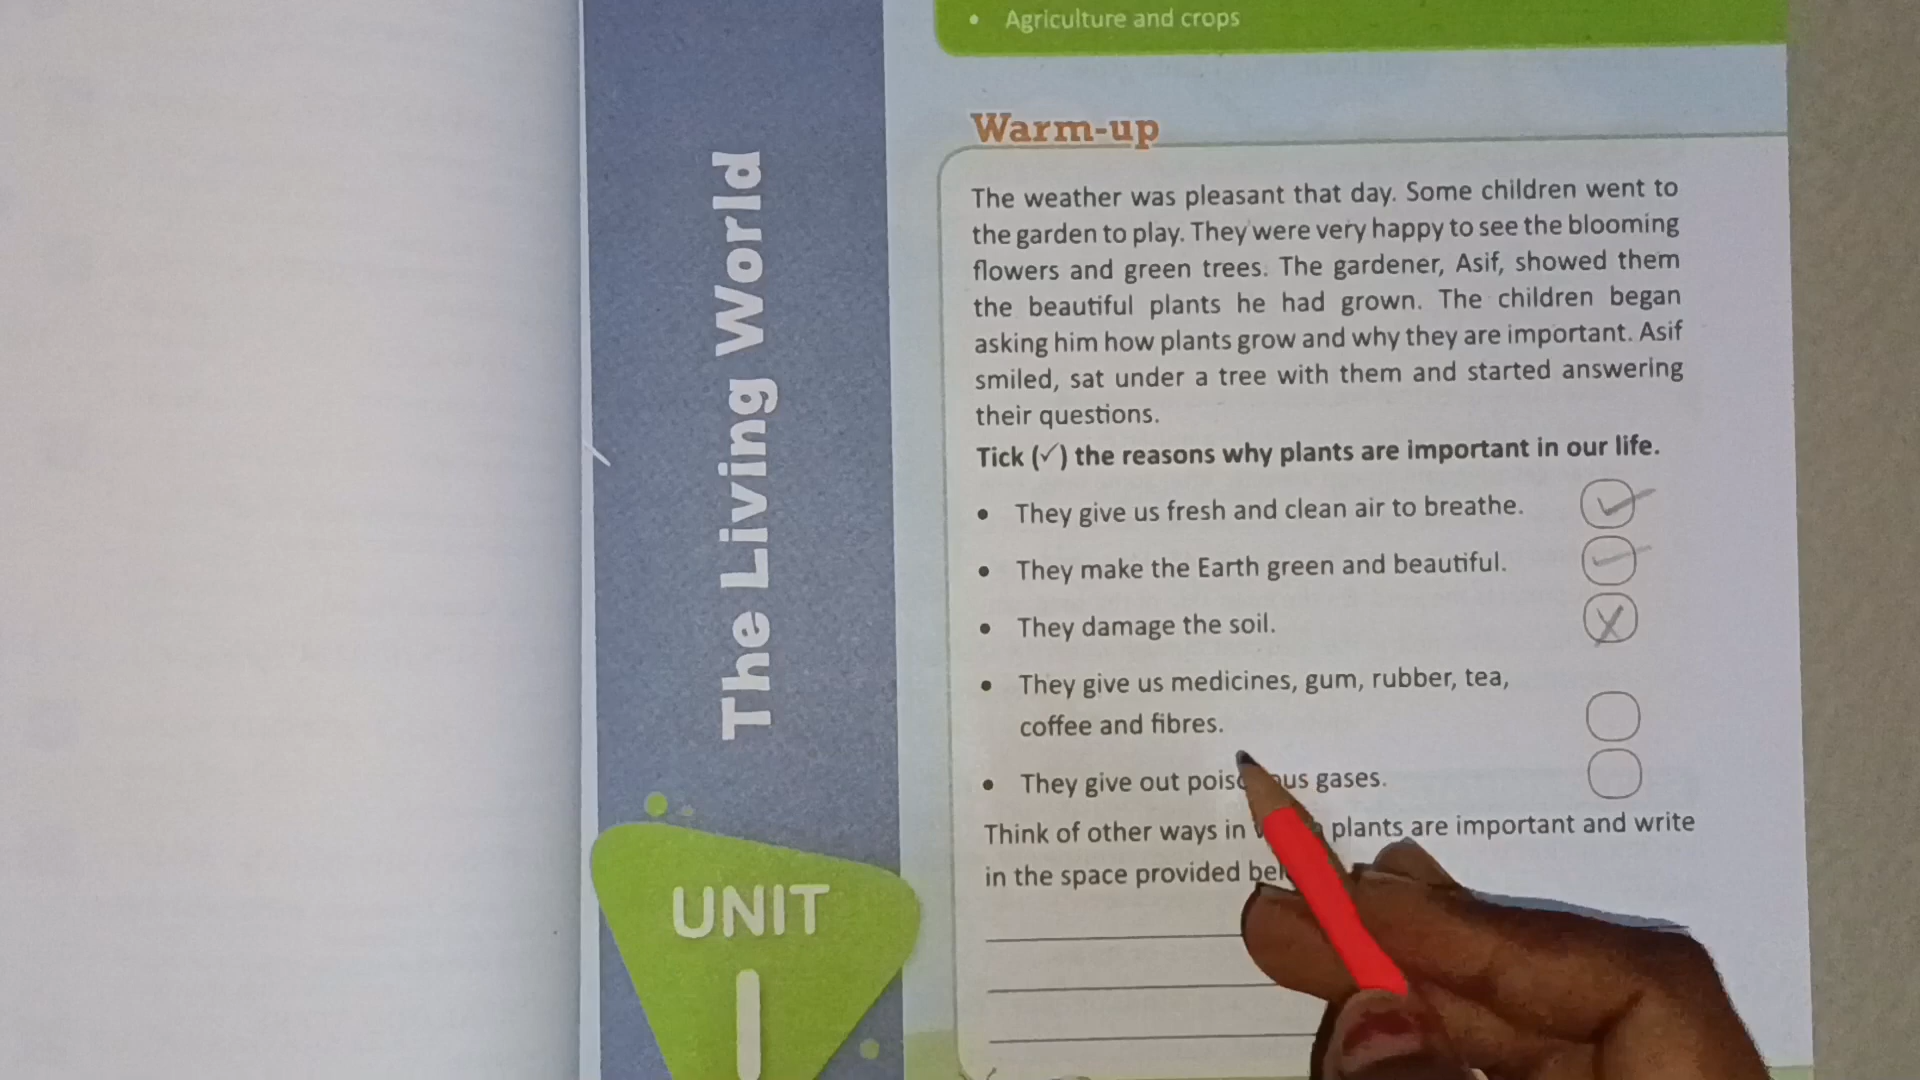 • Agriculture and crops
Warm-up
The weather was pleasant that day. Some children went to
the garden to play. They were very happy to see the blooming
flowers and green trees. The gardener, Asif, showed them
the beautiful plants he had grown. The children began
asking him how plants grow and why they are important. Asif
smiled, sat under a tree with them and started answering
their questions.
Tick (✓) the reasons why plants are important in our life.
• They give us fresh and clean air to breathe. ✓
• They make the Earth green and beautiful. ✓
• They damage the soil. X
• They give us medicines, gum, rubber, tea,
coffee and fibres.
• They give out gases.
Think of other ways in plants are important and write
in the space provided
The Living World
UNIT
I